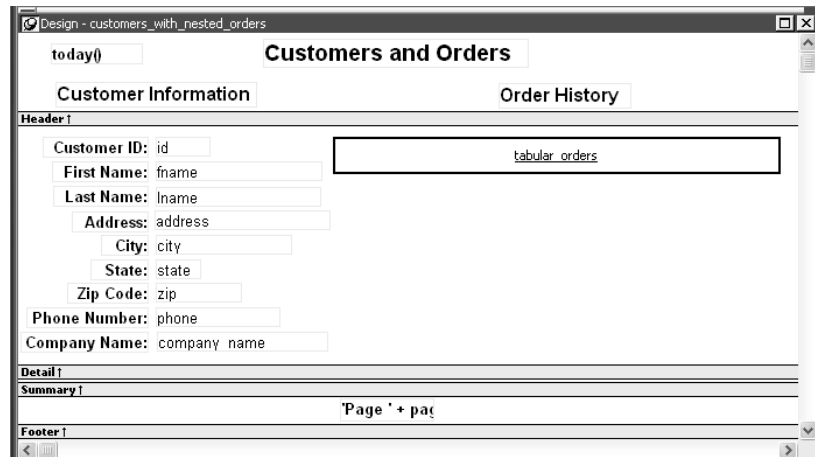 Design - customers_with_nested_orders
today() Customers and Orders
Customer Information Order History
Header ↑
Customer ID: id
tabular_orders
First Name: fname
Last Name: lname
Address: address
City: city
State: state
Zip Code: zip
Phone Number: phone
Company Name: company_name
Detail ↑
Summary ↑
'Page ' + pag
Footer ↑